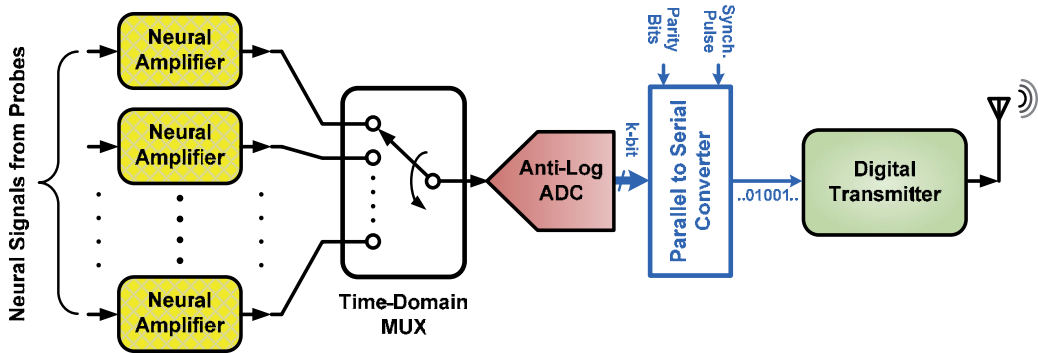 Neural Signals from Probes
Neural
Amplifier
Neural
Amplifier
Neural
Amplifier
Time-Domain
MUX
Anti-Log
ADC
k-bit
Parity
Bits
Synch.
Pulse
Parallel to Serial
Converter
..01001..
Digital
Transmitter